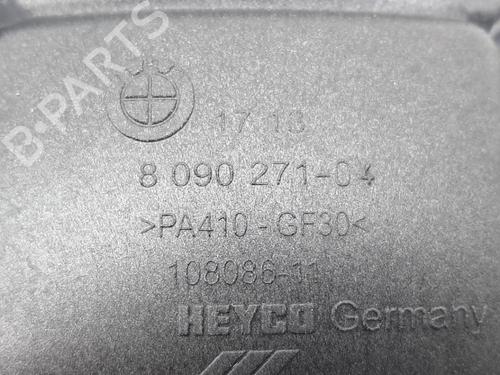 B-PARTS
17 13
8 090 271-04
>PA410-GF30<
108086-11
HEYCO Germany